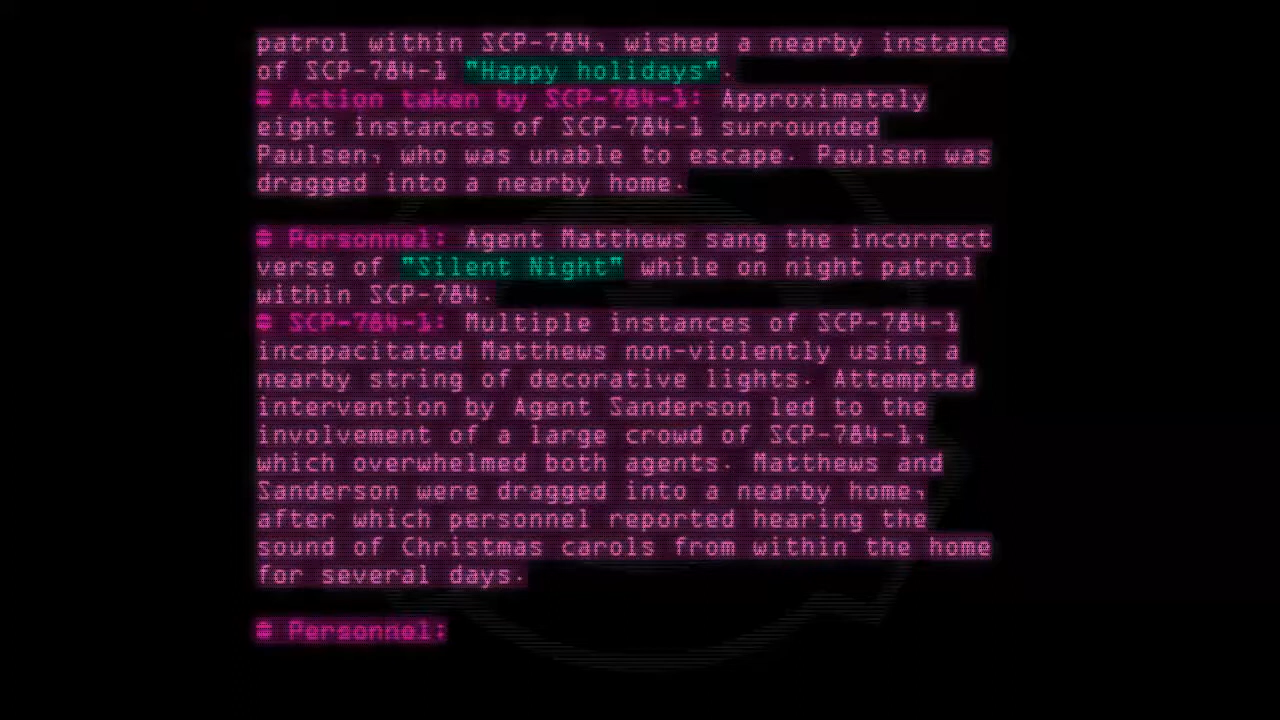 patrol within SCP-784, wished a nearby instance
of SCP-784-1 "Happy holidays".
Action taken by SCP-784-1: Approximately
eight instances of SCP-784-1 surrounded
Paulsen, who was unable to escape. Paulsen was
dragged into a nearby home.
Personnel: Agent Matthews sang the incorrect
verse of "Silent Night" while on night patrol
within SCP-784.
SCP-784-1: Multiple instances of SCP-784-1
incapacitated Matthews non-violently using a
nearby string of decorative lights. Attempted
intervention by Agent Sanderson led to the
involvement of a large crowd of SCP-784-1,
which overwhelmed both agents. Matthews and
Sanderson were dragged into a nearby home,
after which personnel reported hearing the
sound of Christmas carols from within the home
for several days.
Personnel: